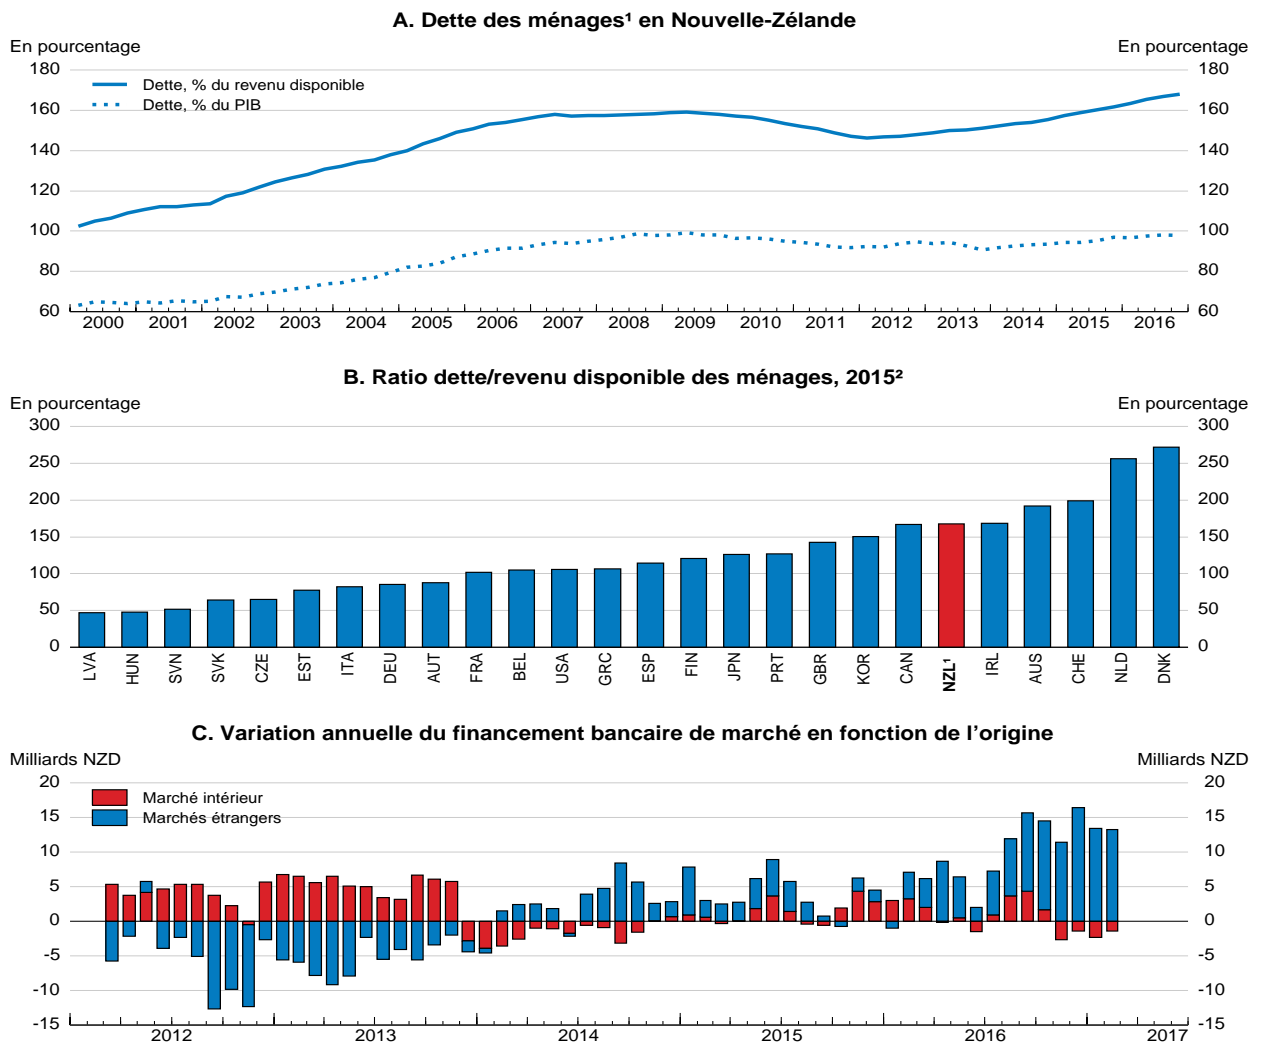 A. Dette des ménages¹ en Nouvelle-Zélande
En pourcentage En pourcentage
180 180
Dette, % du revenu disponible
Dette, % du PIB
160 160
140 140
120 120
100 100
80 80
60 60
2000 2001 2002 2003 2004 2005 2006 2007 2008 2009 2010 2011 2012 2013 2014 2015 2016
B. Ratio dette/revenu disponible des ménages, 2015²
En pourcentage En pourcentage
300 300
250 250
200 200
150 150
100 100
50 50
0 0
LVA HUN SVN SVK CZE EST ITA DEU AUT FRA BEL USA GRC ESP FIN JPN PRT GBR KOR CAN NZL¹ IRL AUS CHE NLD DNK
C. Variation annuelle du financement bancaire de marché en fonction de l’origine
Milliards NZD Milliards NZD
20 20
Marché intérieur
15 15
Marchés étrangers
10 10
5 5
0 0
-5 -5
-10 -10
-15 -15
2012 2013 2014 2015 2016 2017